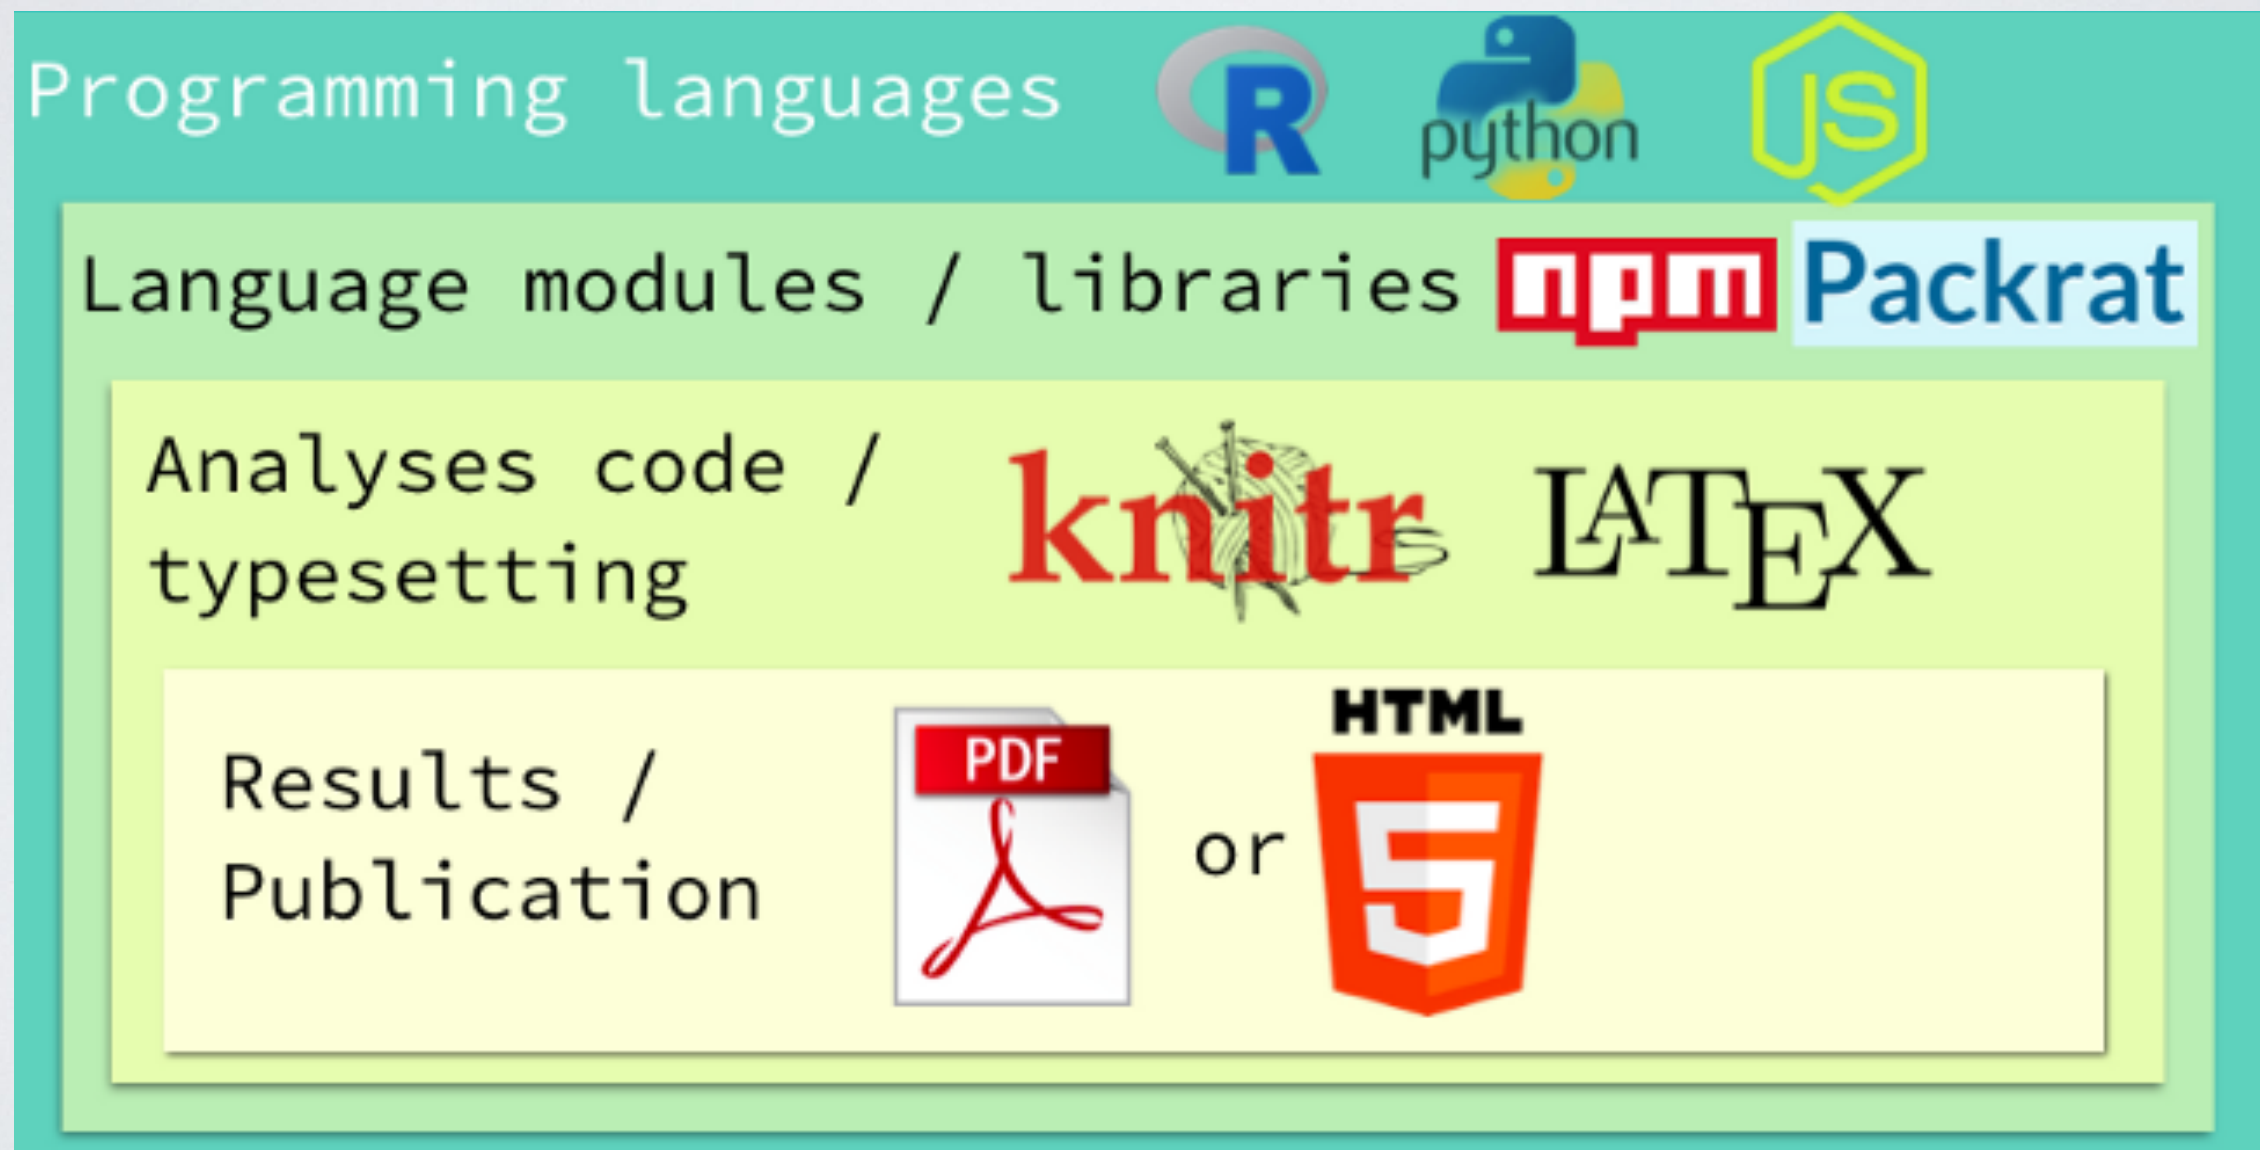 Programming languages R python JS
Language modules / libraries npm Packrat
Analyses code /
typesetting
knitr LATEX
Results /
Publication
PDF or HTML 5